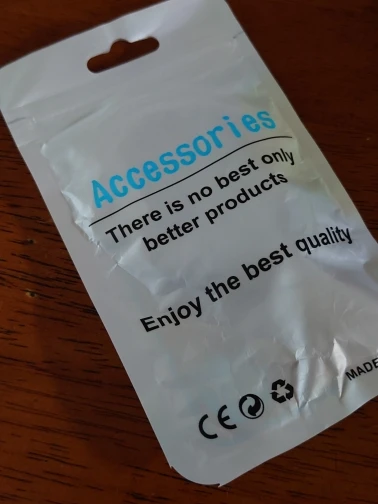 Accessories
There is no best only
better products
Enjoy the best quality
CE
MADE